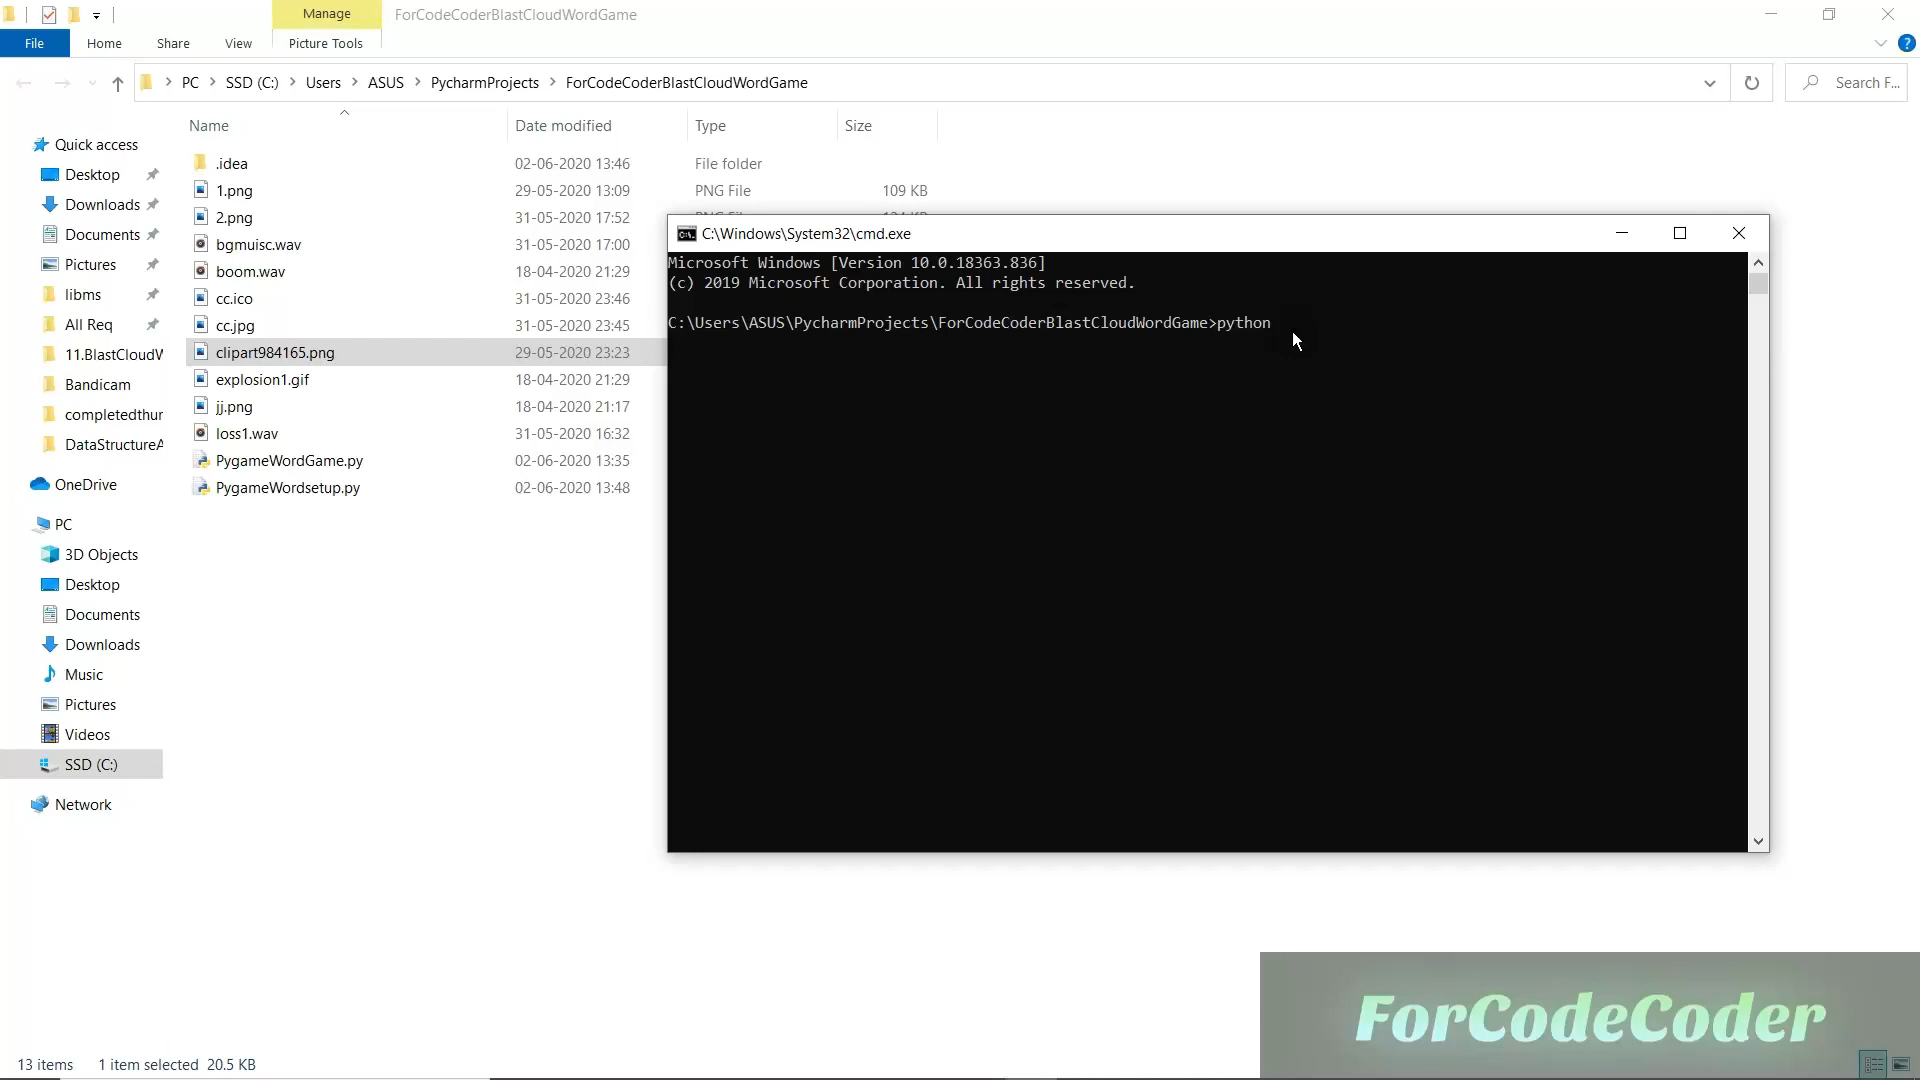 Manage
ForCodeCoderBlastCloudWordGame
File
Home
Share
View
Picture Tools
PC
SSD (C:)
Users
ASUS
PycharmProjects
ForCodeCoderBlastCloudWordGame
Search F...
Name
Date modified
Type
Size
Quick access
Desktop
Downloads
Documents
Pictures
libms
All Req
11.BlastCloudW
Bandicam
completedthur
DataStructureA
OneDrive
PC
3D Objects
Desktop
Documents
Downloads
Music
Pictures
Videos
SSD (C:)
Network
.idea 02-06-2020 13:46 File folder
1.png 29-05-2020 13:09 PNG File 109 KB
2.png 31-05-2020 17:52
bgmuisc.wav 31-05-2020 17:00
boom.wav 18-04-2020 21:29
cc.ico 31-05-2020 23:46
cc.jpg 31-05-2020 23:45
clipart984165.png 29-05-2020 23:23
explosion1.gif 18-04-2020 21:29
jj.png 18-04-2020 21:17
loss1.wav 31-05-2020 16:32
PygameWordGame.py 02-06-2020 13:35
PygameWordsetup.py 02-06-2020 13:48
C:\Windows\System32\cmd.exe
Microsoft Windows [Version 10.0.18363.836]
(c) 2019 Microsoft Corporation. All rights reserved.
C:\Users\ASUS\PycharmProjects\ForCodeCoderBlastCloudWordGame>python
ForCodeCoder
13 items 1 item selected 20.5 KB